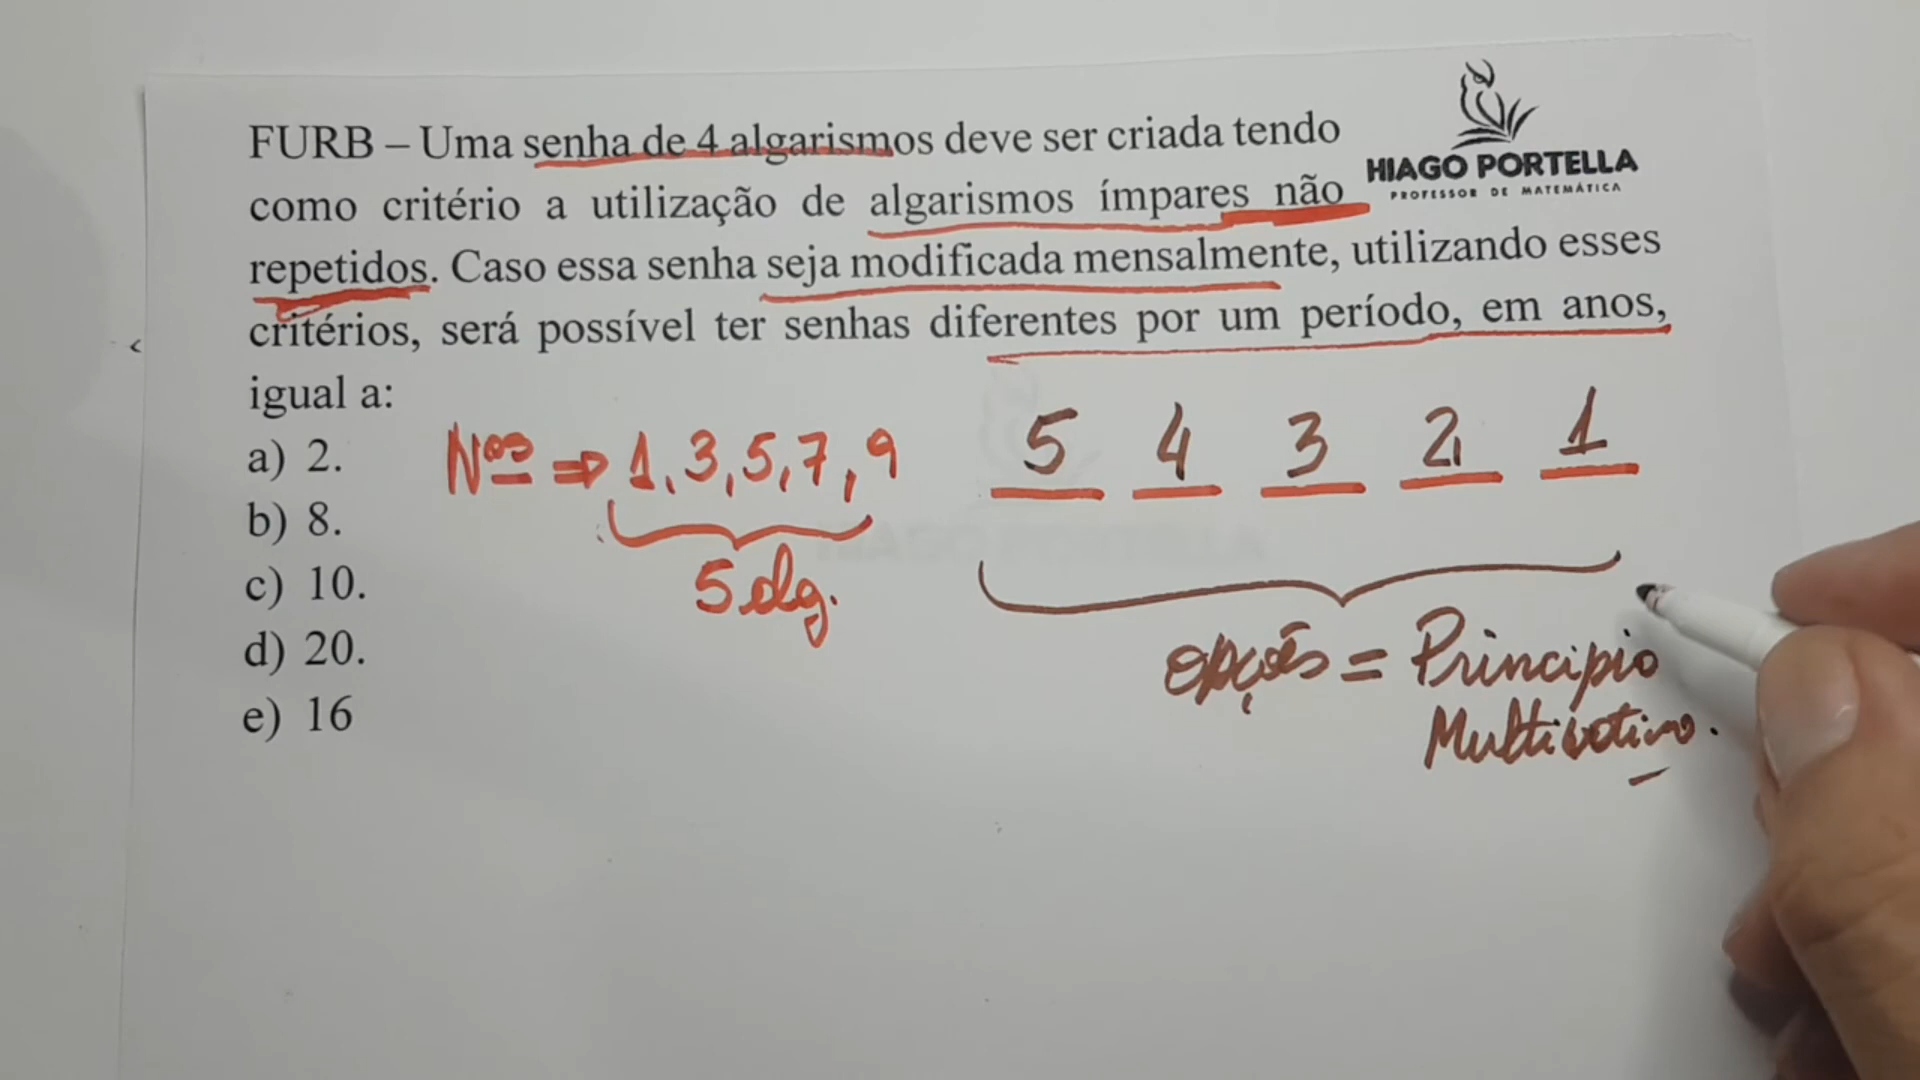 FURB – Uma senha de 4 algarismos deve ser criada tendo
como critério a utilização de algarismos ímpares não
repetidos. Caso essa senha seja modificada mensalmente, utilizando esses
critérios, será possível ter senhas diferentes por um período, em anos,
igual a:
a) 2.
b) 8.
c) 10.
d) 20.
e) 16
HIAGO PORTELLA
PROFESSOR DE MATEMÁTICA
Nos ⇒ 1, 3, 5, 7, 9
5 alg.
5 4 3 2 1
opções = Principio